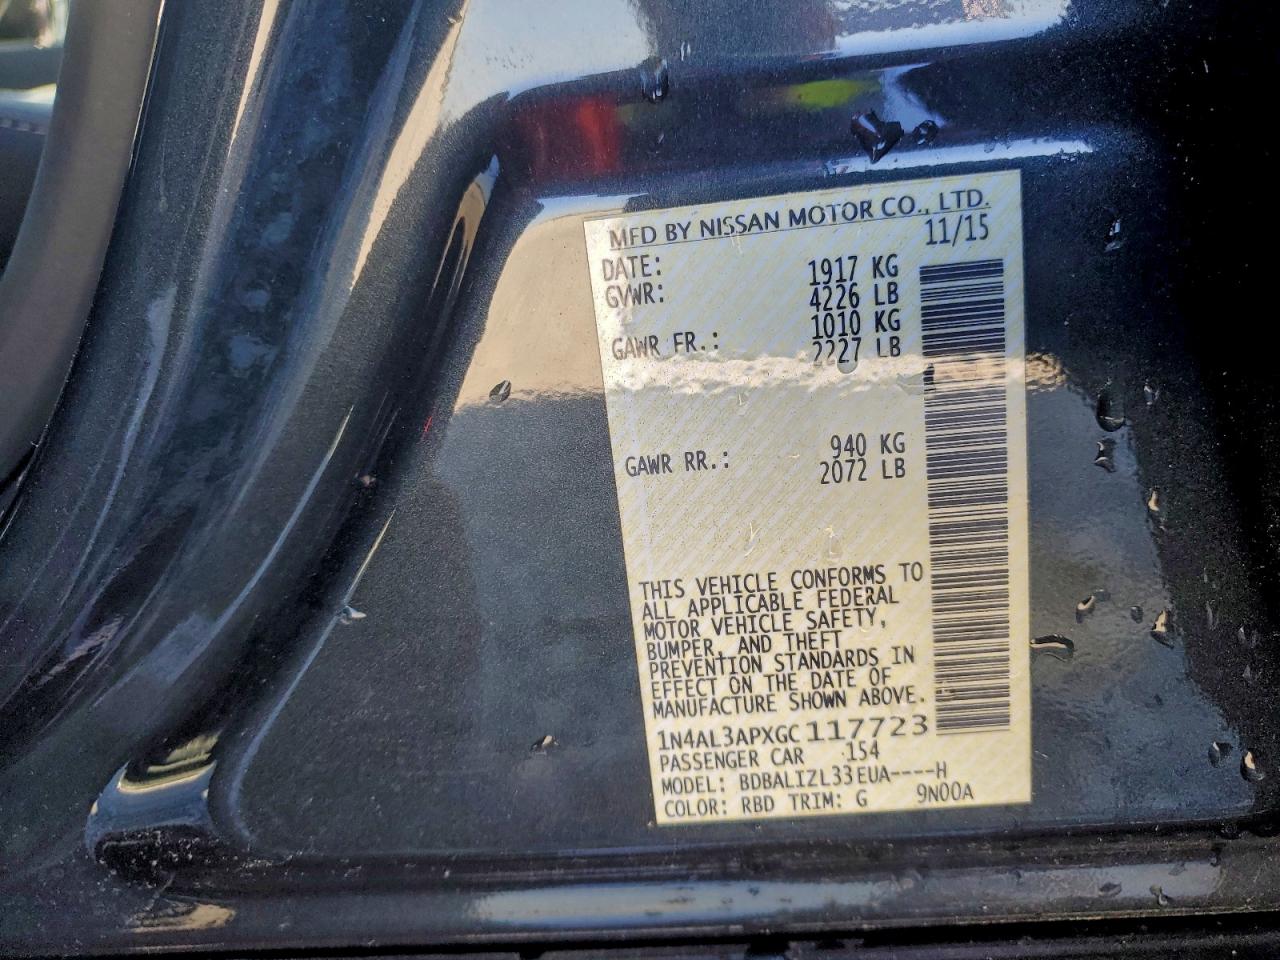 MFD BY NISSAN MOTOR CO., LTD.
DATE: 11/15
GVWR: 1917 KG
4226 LB
GAWR FR.: 1010 KG
2227 LB
GAWR RR.: 940 KG
2072 LB
THIS VEHICLE CONFORMS TO
ALL APPLICABLE FEDERAL
MOTOR VEHICLE SAFETY,
BUMPER, AND THEFT
PREVENTION STANDARDS IN
EFFECT ON THE DATE OF
MANUFACTURE SHOWN ABOVE.
1N4AL3APXGC117723
PASSENGER CAR 154
MODEL: BDBALIZL33EUA----H
COLOR: RBD TRIM: G 9N00A